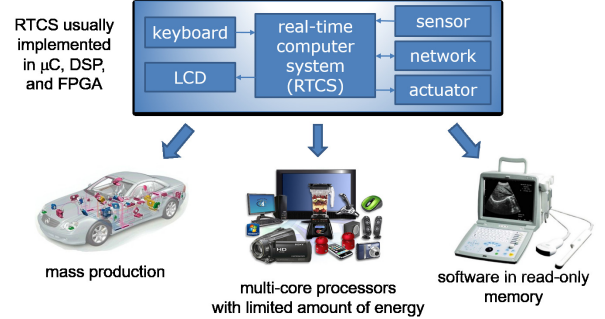 RTCS usually
implemented
in μC, DSP,
and FPGA
keyboard
LCD
real-time
computer
system
(RTCS)
sensor
network
actuator
mass production
HD
multi-core processors
with limited amount of energy
software in read-only
memory